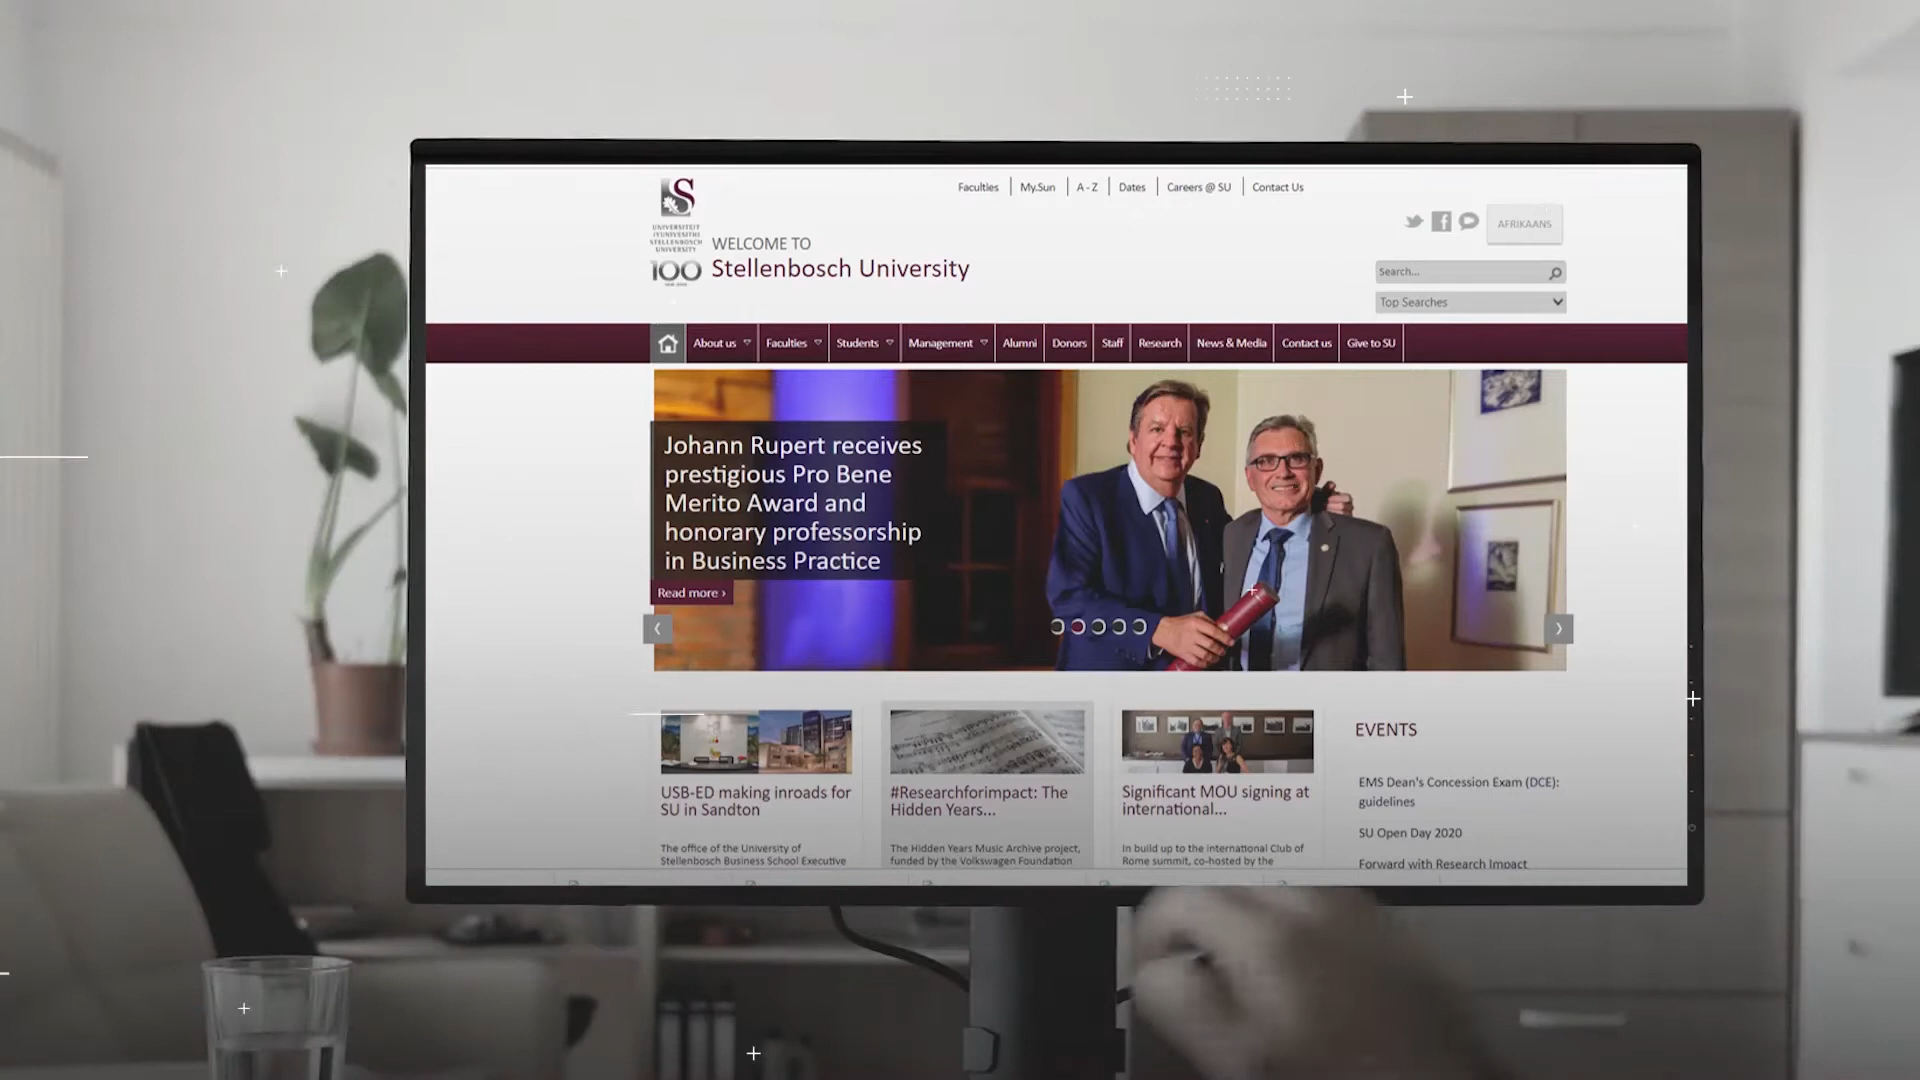 Faculties My.Sun A - Z Dates Careers @ SU Contact Us
S
UNIVERSITEIT
IYUNIVESITHI
STELLENBOSCH
UNIVERSITY
100
WELCOME TO
Stellenbosch University
AFRIKAANS
Search...
Top Searches
About us Faculties Students Management Alumni Donors Staff Research News & Media Contact us Give to SU
Johann Rupert receives
prestigious Pro Bene
Merito Award and
honorary professorship
in Business Practice
Read more ›
USB-ED making inroads for
SU in Sandton
The office of the University of
Stellenbosch Business School Executive
#Researchforimpact: The
Hidden Years...
The Hidden Years Music Archive project,
funded by the Volkswagen Foundation
Significant MOU signing at
international...
In build up to the international Club of
Rome summit, co-hosted by the
EVENTS
EMS Dean's Concession Exam (DCE):
guidelines
SU Open Day 2020
Forward with Research Impact